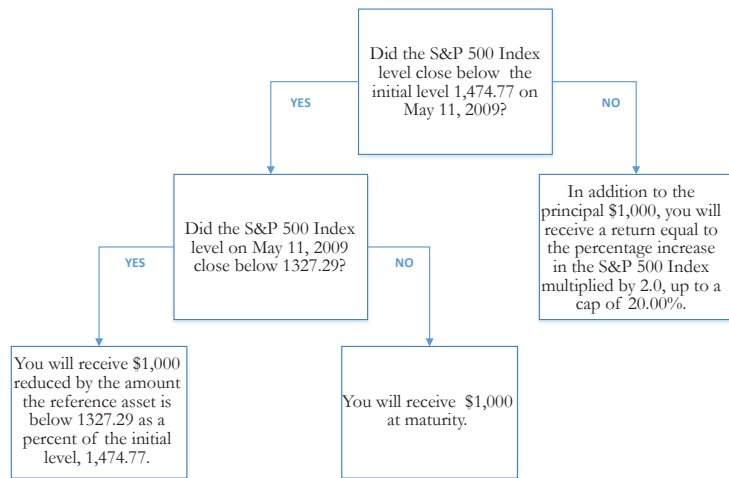 Did the S&P 500 Index
level close below the
initial level 1,474.77 on
May 11, 2009?
YES
NO
Did the S&P 500 Index
level on May 11, 2009
close below 1327.29?
In addition to the
principal $1,000, you will
receive a return equal to
the percentage increase
in the S&P 500 Index
multiplied by 2.0, up to a
cap of 20.00%.
YES
NO
You will receive $1,000
reduced by the amount
the reference asset is
below 1327.29 as a
percent of the initial
level, 1,474.77.
You will receive $1,000
at maturity.